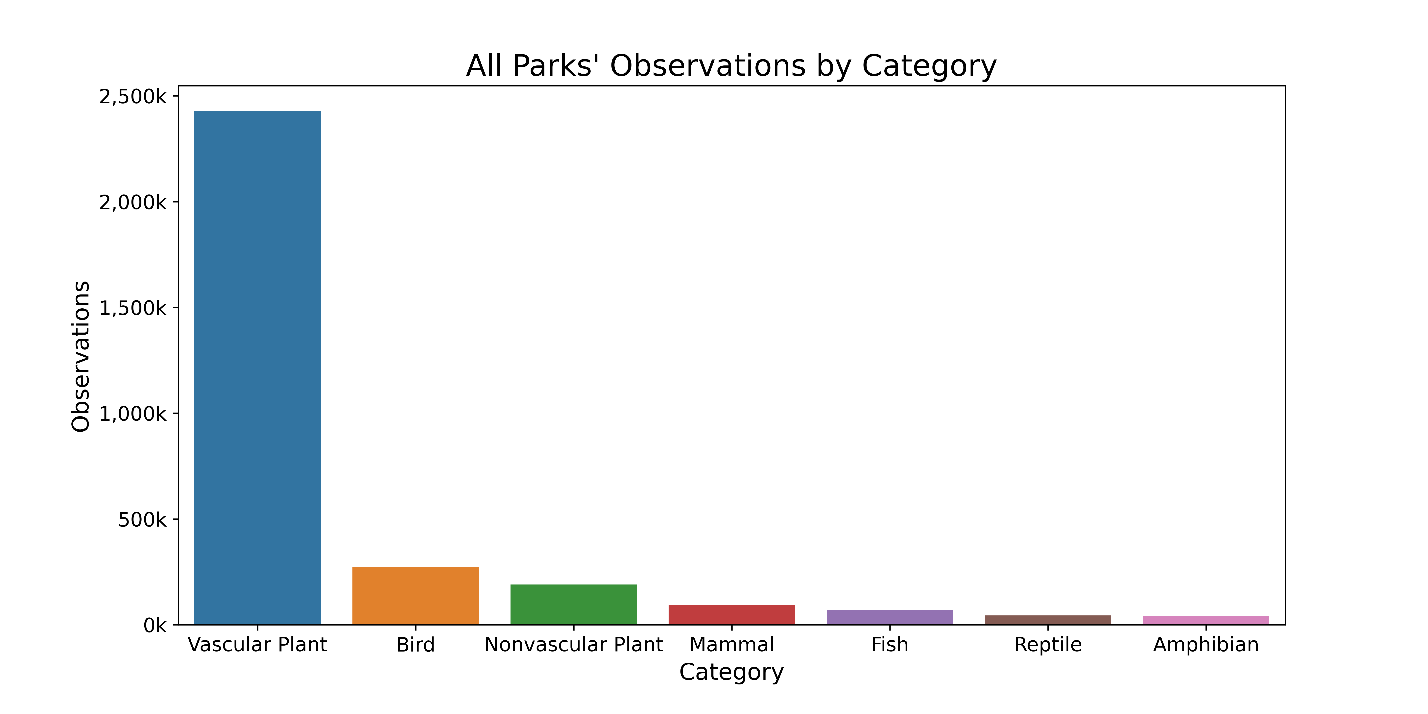 All Parks' Observations by Category
2,500k
2,000k
1,500k
1,000k
500k
0k
Observations
Vascular Plant Bird Nonvascular Plant Mammal Fish Reptile Amphibian
Category